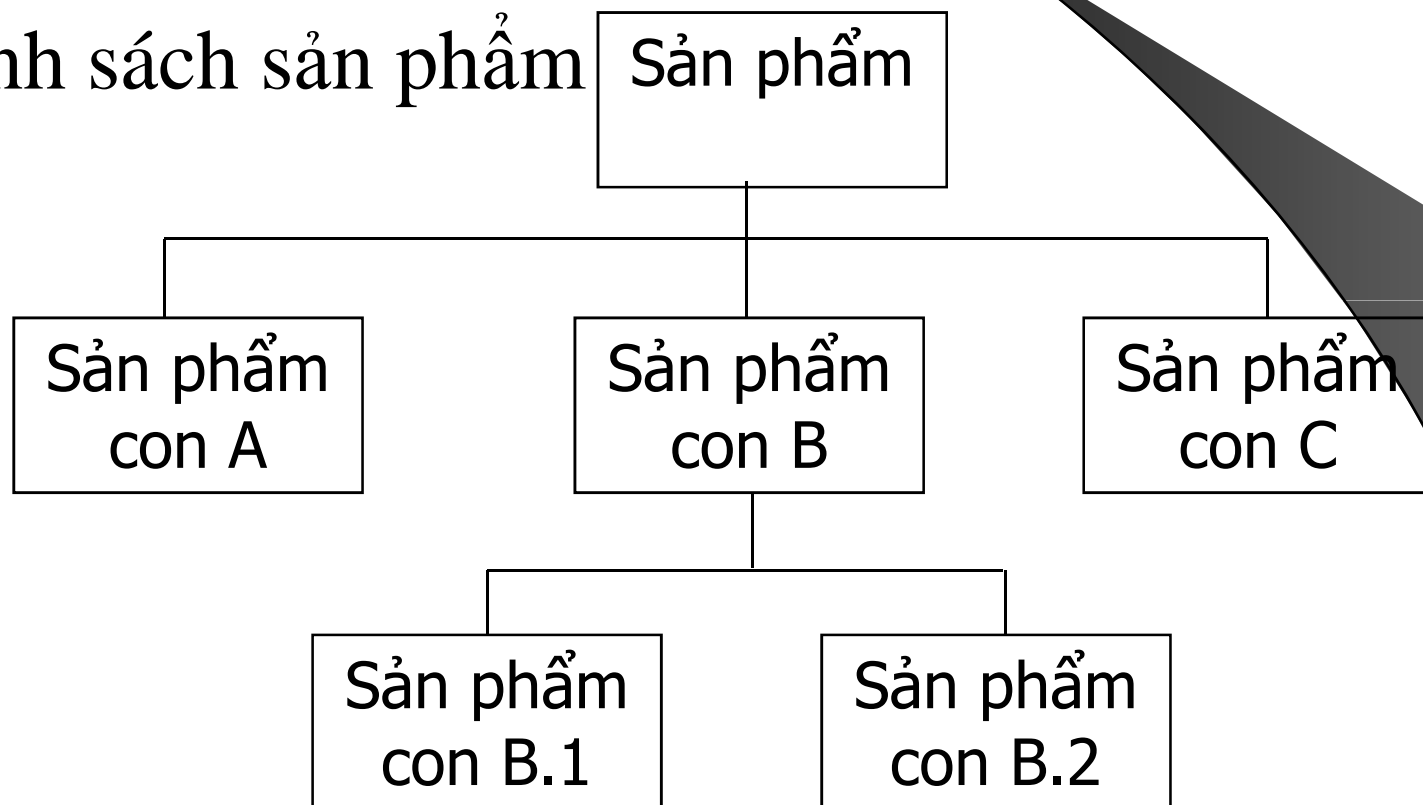 nh sách sản phẩm
Sản phẩm
Sản phẩm
con A
Sản phẩm
con B
Sản phẩm
con C
Sản phẩm
con B.1
Sản phẩm
con B.2